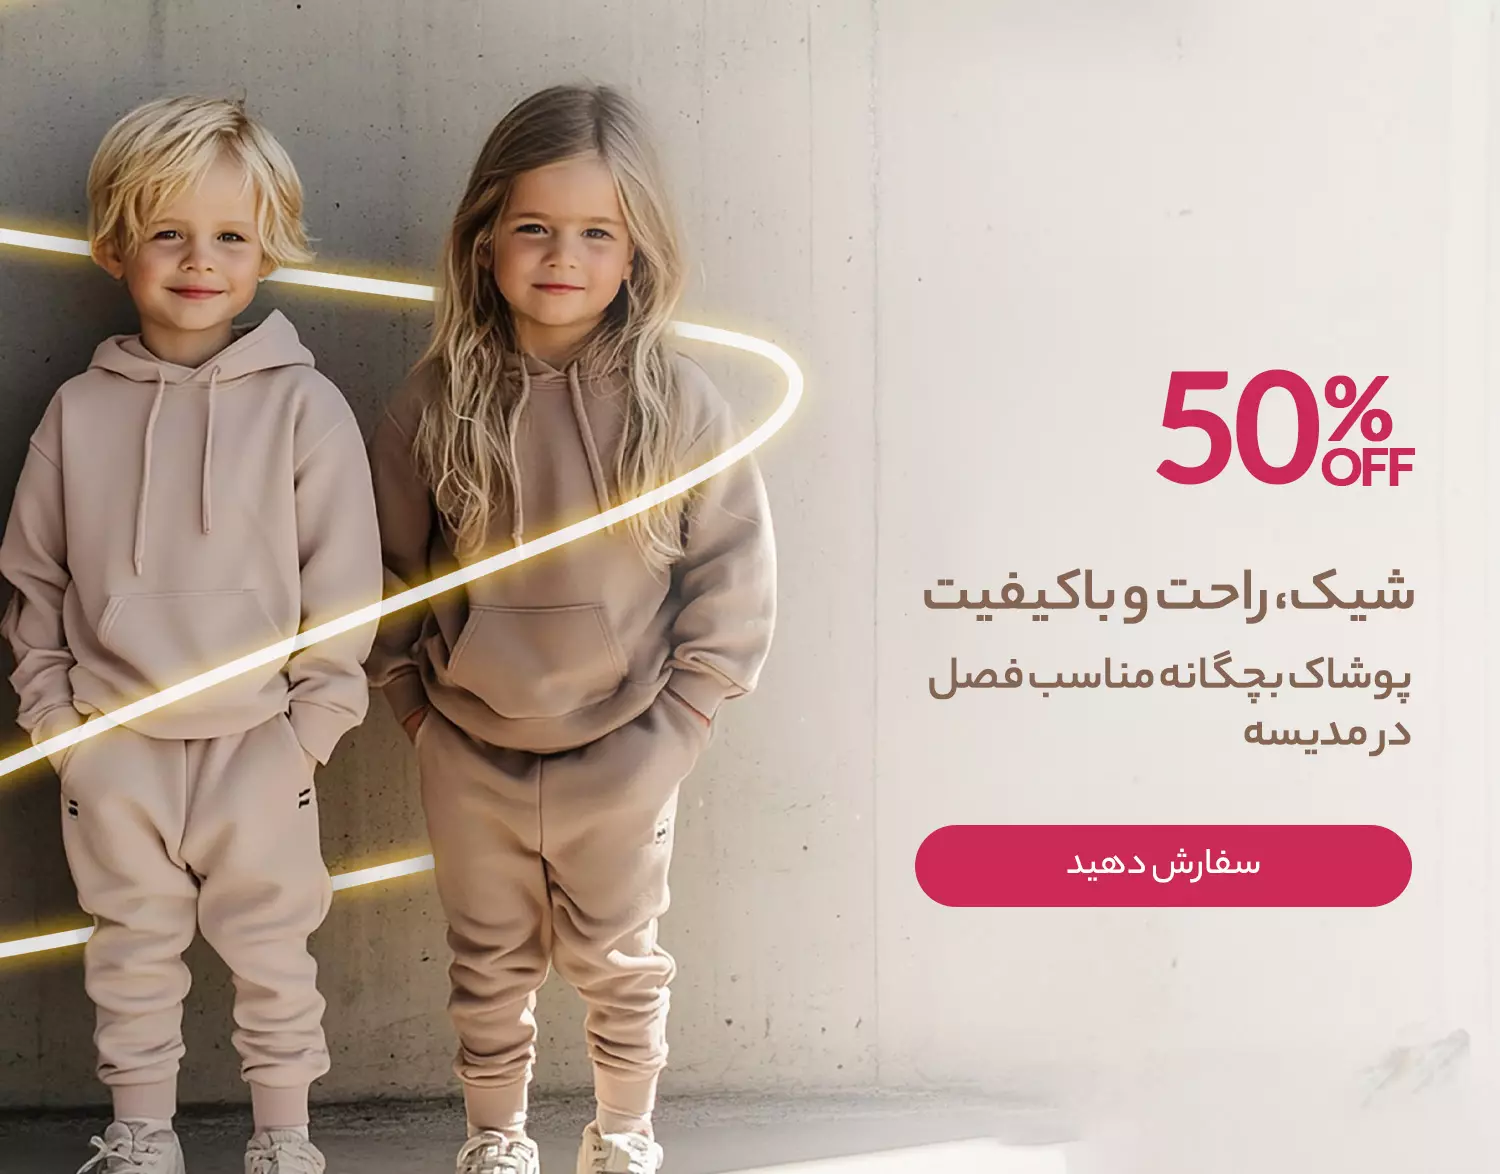 50%
OFF
شیک، راحت و باکیفیت
پوشاک بچگانه مناسب فصل
در مدیسه
سفارش دهید